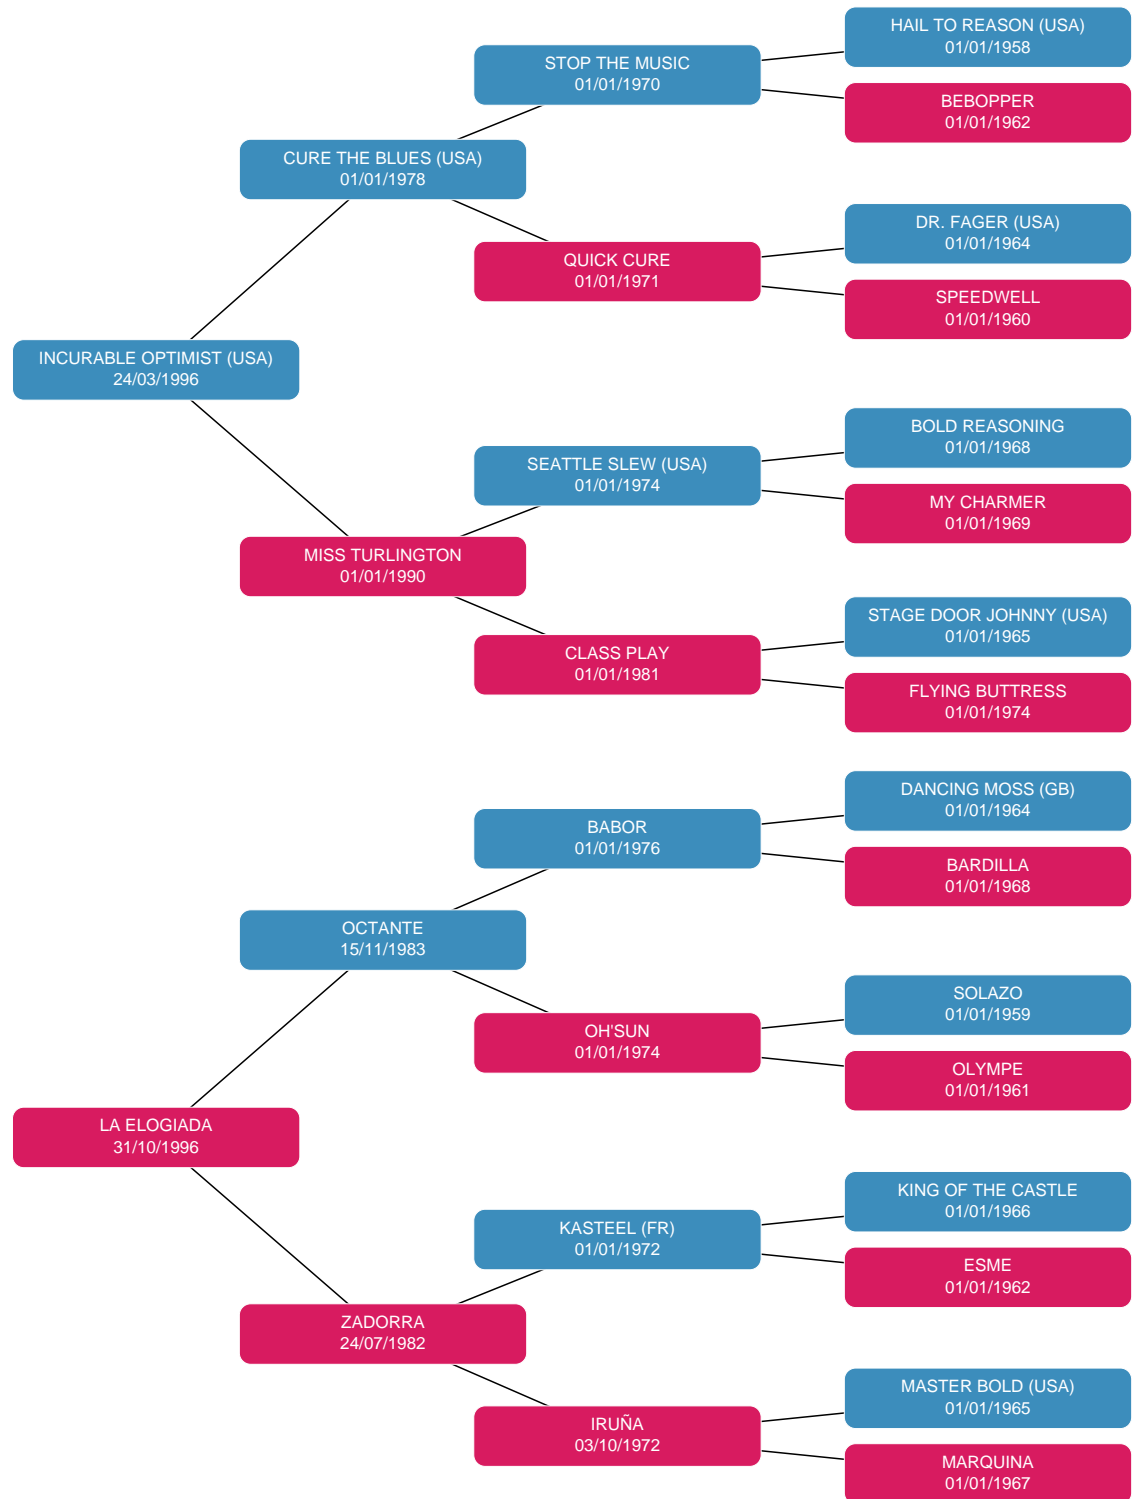 HAIL TO REASON (USA)
01/01/1958
STOP THE MUSIC
01/01/1970
BEBOPPER
01/01/1962
CURE THE BLUES (USA)
01/01/1978
DR. FAGER (USA)
01/01/1964
QUICK CURE
01/01/1971
SPEEDWELL
01/01/1960
INCURABLE OPTIMIST (USA)
24/03/1996
BOLD REASONING
01/01/1968
SEATTLE SLEW (USA)
01/01/1974
MY CHARMER
01/01/1969
MISS TURLINGTON
01/01/1990
STAGE DOOR JOHNNY (USA)
01/01/1965
CLASS PLAY
01/01/1981
FLYING BUTTRESS
01/01/1974
DANCING MOSS (GB)
01/01/1964
BABOR
01/01/1976
BARDILLA
01/01/1968
OCTANTE
15/11/1983
SOLAZO
01/01/1959
OH'SUN
01/01/1974
OLYMPE
01/01/1961
LA ELOGIADA
31/10/1996
KING OF THE CASTLE
01/01/1966
KASTEEL (FR)
01/01/1972
ESME
01/01/1962
ZADORRA
24/07/1982
MASTER BOLD (USA)
01/01/1965
IRUÑA
03/10/1972
MARQUINA
01/01/1967